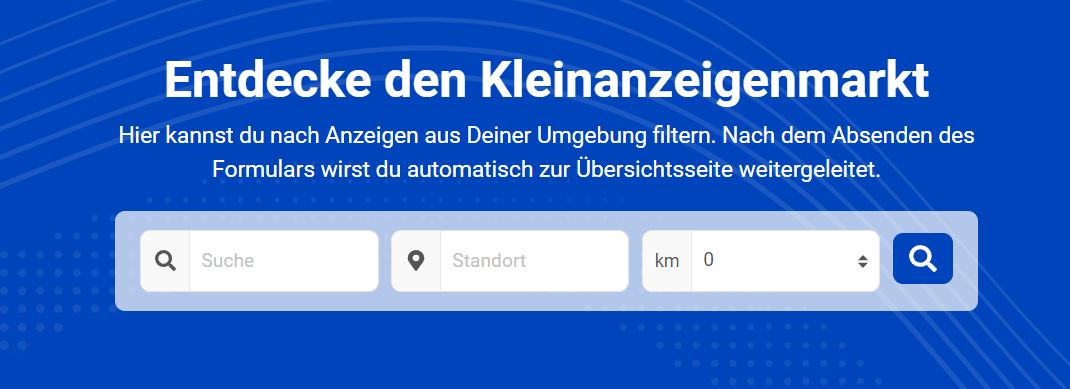 Entdecke den Kleinanzeigenmarkt
Hier kannst du nach Anzeigen aus Deiner Umgebung filtern. Nach dem Absenden des
Formulars wirst du automatisch zur Übersichtsseite weitergeleitet.
Suche Standort km 0